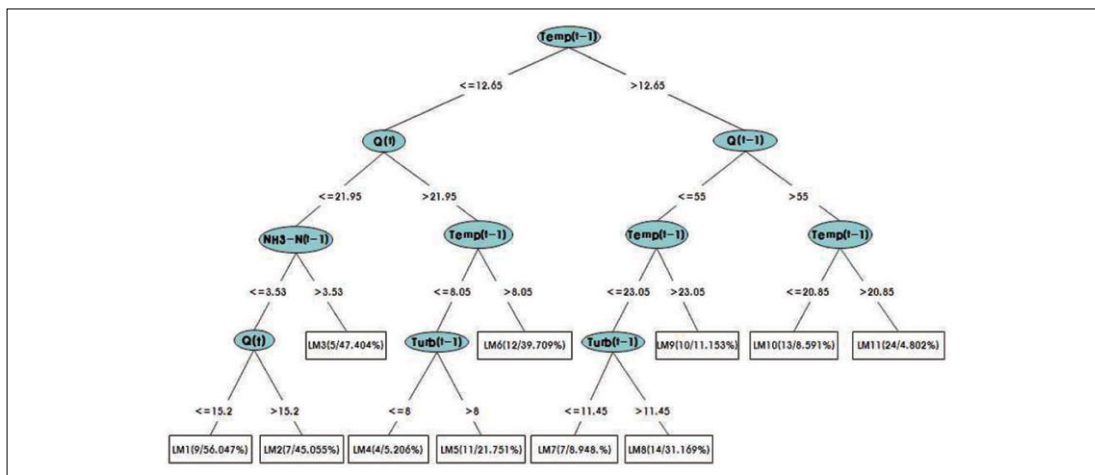 Temp(t-1)
<=12.65 >12.65
Q(t) Q(t-1)
<=21.95 >21.95 <=55 >55
NH3-N(t-1) Temp(t-1) Temp(t-1) Temp(t-1)
<=3.53 >3.53 <=8.05 >8.05 <=23.05 >23.05 <=20.85 >20.85
Q(t) LM3(5/47.404%) Turb(t-1) LM6(12/39.709%) Turb(t-1) LM9(10/11.153%) LM10(13/8.591%) LM11(24/4.802%)
<=15.2 >15.2 <=8 >8 <=11.45 >11.45
LM1(9/56.047%) LM2(7/45.055%) LM4(4/5.206%) LM5(11/21.751%) LM7(7/8.948.%) LM8(14/31.169%)